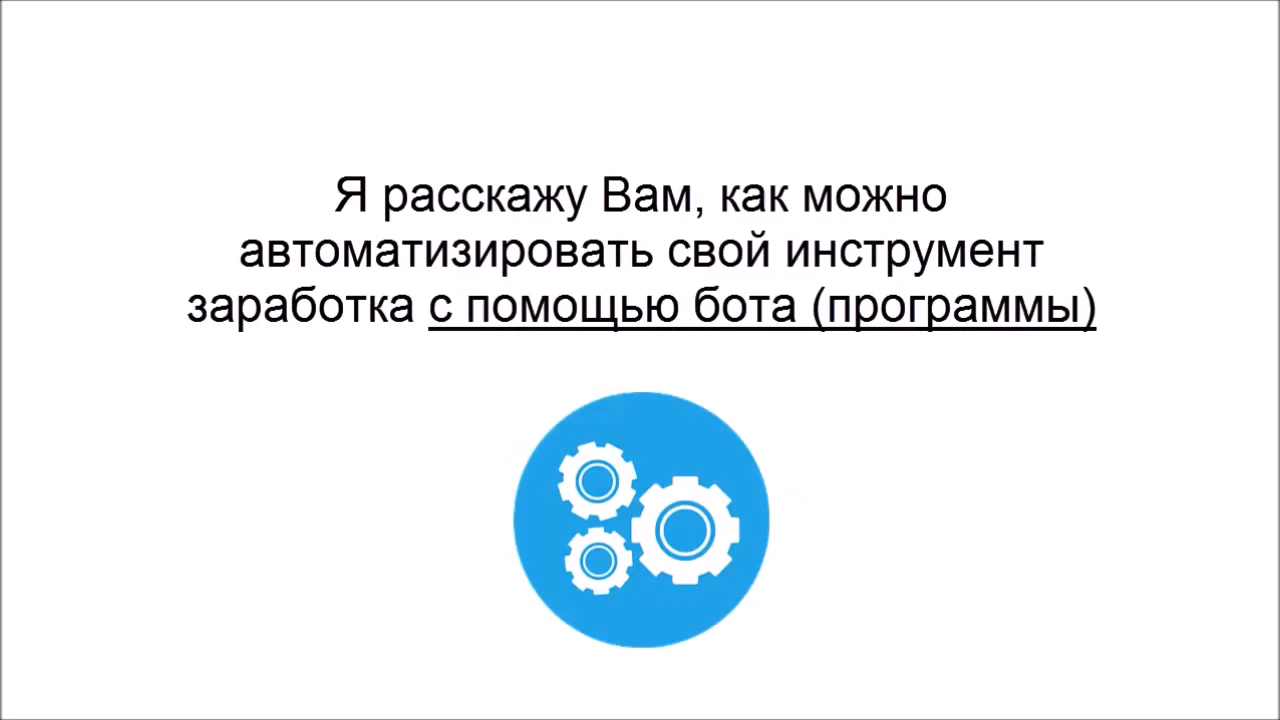 Я расскажу Вам, как можно
автоматизировать свой инструмент
заработка с помощью бота (программы)